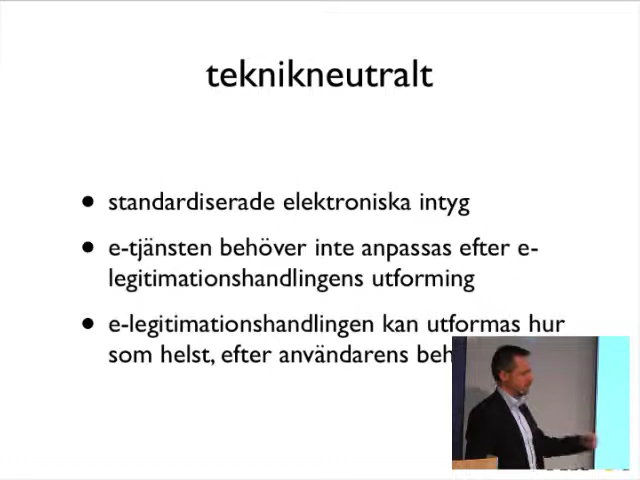 teknikneutralt
• standardiserade elektroniska intyg
• e-tjänsten behöver inte anpassas efter e-
legitimationshandlingens utforming
• e-legitimationshandlingen kan utformas hur
som helst, efter användarens